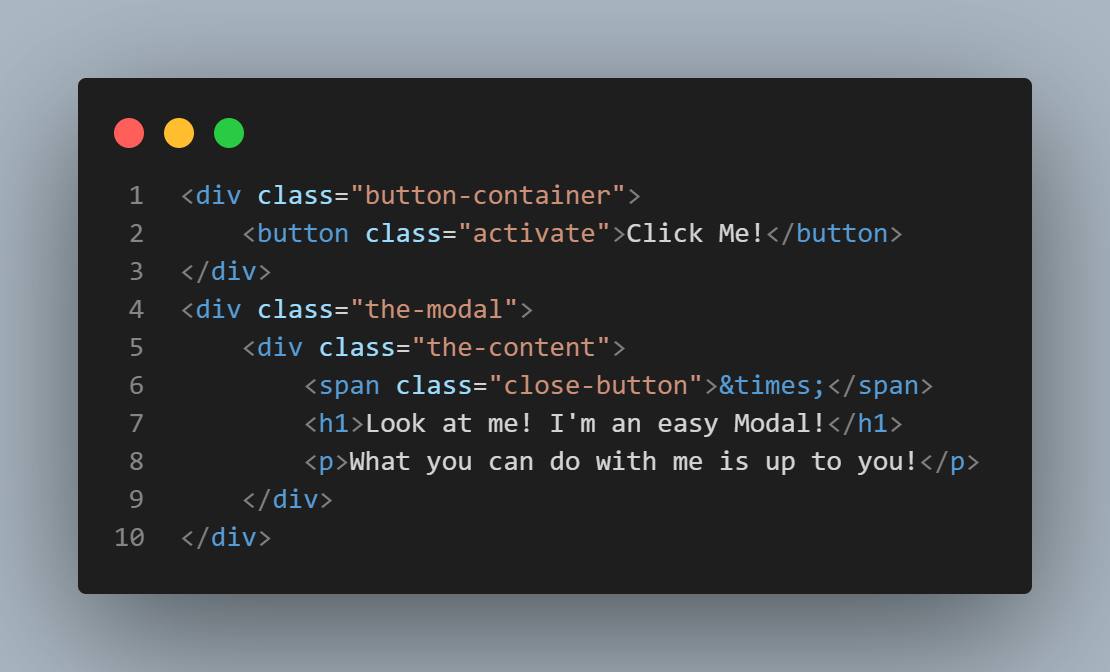 1 <div class="button-container">
2     <button class="activate">Click Me!</button>
3 </div>
4 <div class="the-modal">
5     <div class="the-content">
6         <span class="close-button">&times;</span>
7         <h1>Look at me! I'm an easy Modal!</h1>
8         <p>What you can do with me is up to you!</p>
9     </div>
10 </div>